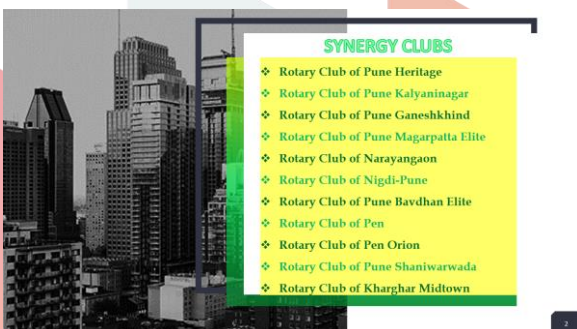 SYNERGY CLUBS
❖ Rotary Club of Pune Heritage
❖ Rotary Club of Pune Kalyaninagar
❖ Rotary Club of Pune Ganeshkhind
❖ Rotary Club of Pune Magarpatta Elite
❖ Rotary Club of Narayangaon
❖ Rotary Club of Nigdi-Pune
❖ Rotary Club of Pune Bavdhan Elite
❖ Rotary Club of Pen
❖ Rotary Club of Pen Orion
❖ Rotary Club of Pune Shaniwarwada
❖ Rotary Club of Kharghar Midtown
2